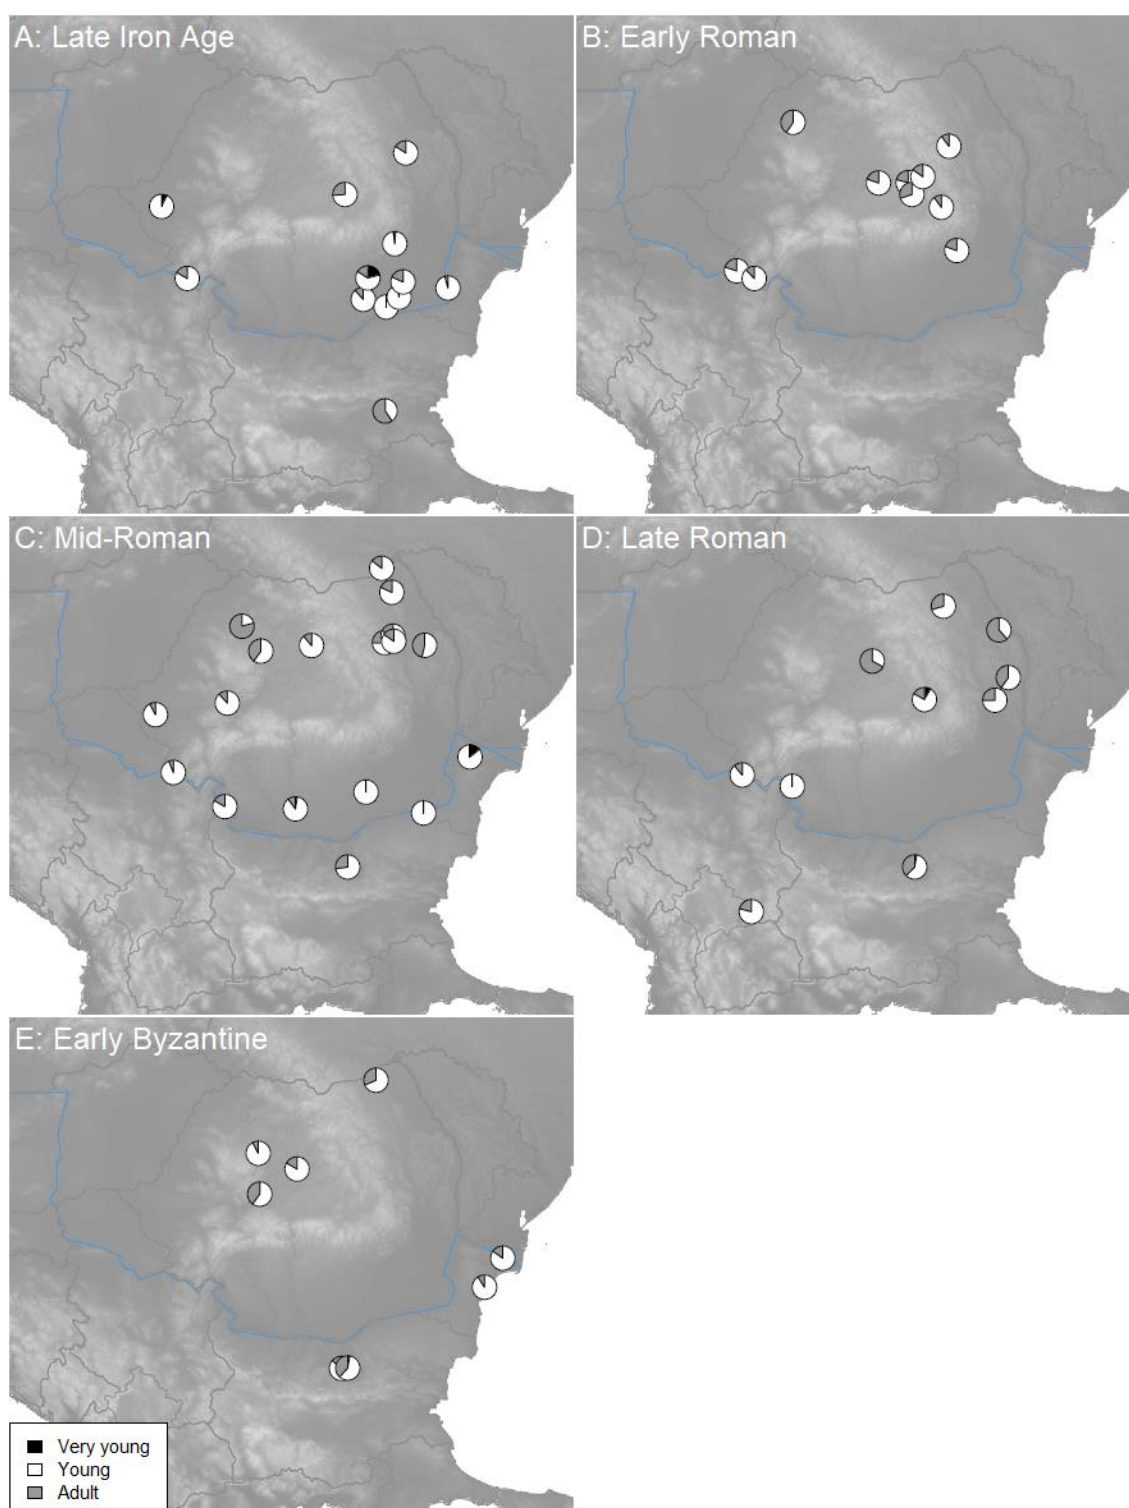 A: Late Iron Age
B: Early Roman
C: Mid-Roman
D: Late Roman
E: Early Byzantine
Very young
Young
Adult